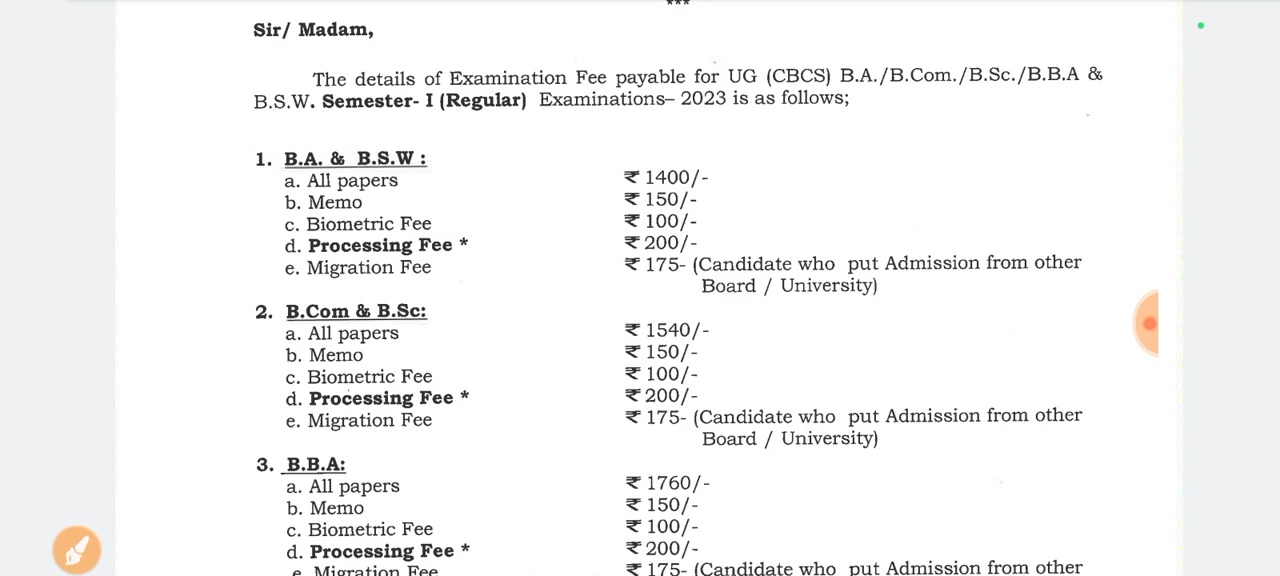 ***
Sir/ Madam,
The details of Examination Fee payable for UG (CBCS) B.A./B.Com./B.Sc./B.B.A &
B.S.W. Semester- I (Regular) Examinations– 2023 is as follows;
1. B.A. & B.S.W :
a. All papers ₹ 1400/-
b. Memo ₹ 150/-
c. Biometric Fee ₹ 100/-
d. Processing Fee * ₹ 200/-
e. Migration Fee ₹ 175- (Candidate who put Admission from other
Board / University)
2. B.Com & B.Sc:
a. All papers ₹ 1540/-
b. Memo ₹ 150/-
c. Biometric Fee ₹ 100/-
d. Processing Fee * ₹ 200/-
e. Migration Fee ₹ 175- (Candidate who put Admission from other
Board / University)
3. B.B.A:
a. All papers ₹ 1760/-
b. Memo ₹ 150/-
c. Biometric Fee ₹ 100/-
d. Processing Fee * ₹ 200/-
e. Migration Fee ₹ 175- (Candidate who put Admission from other